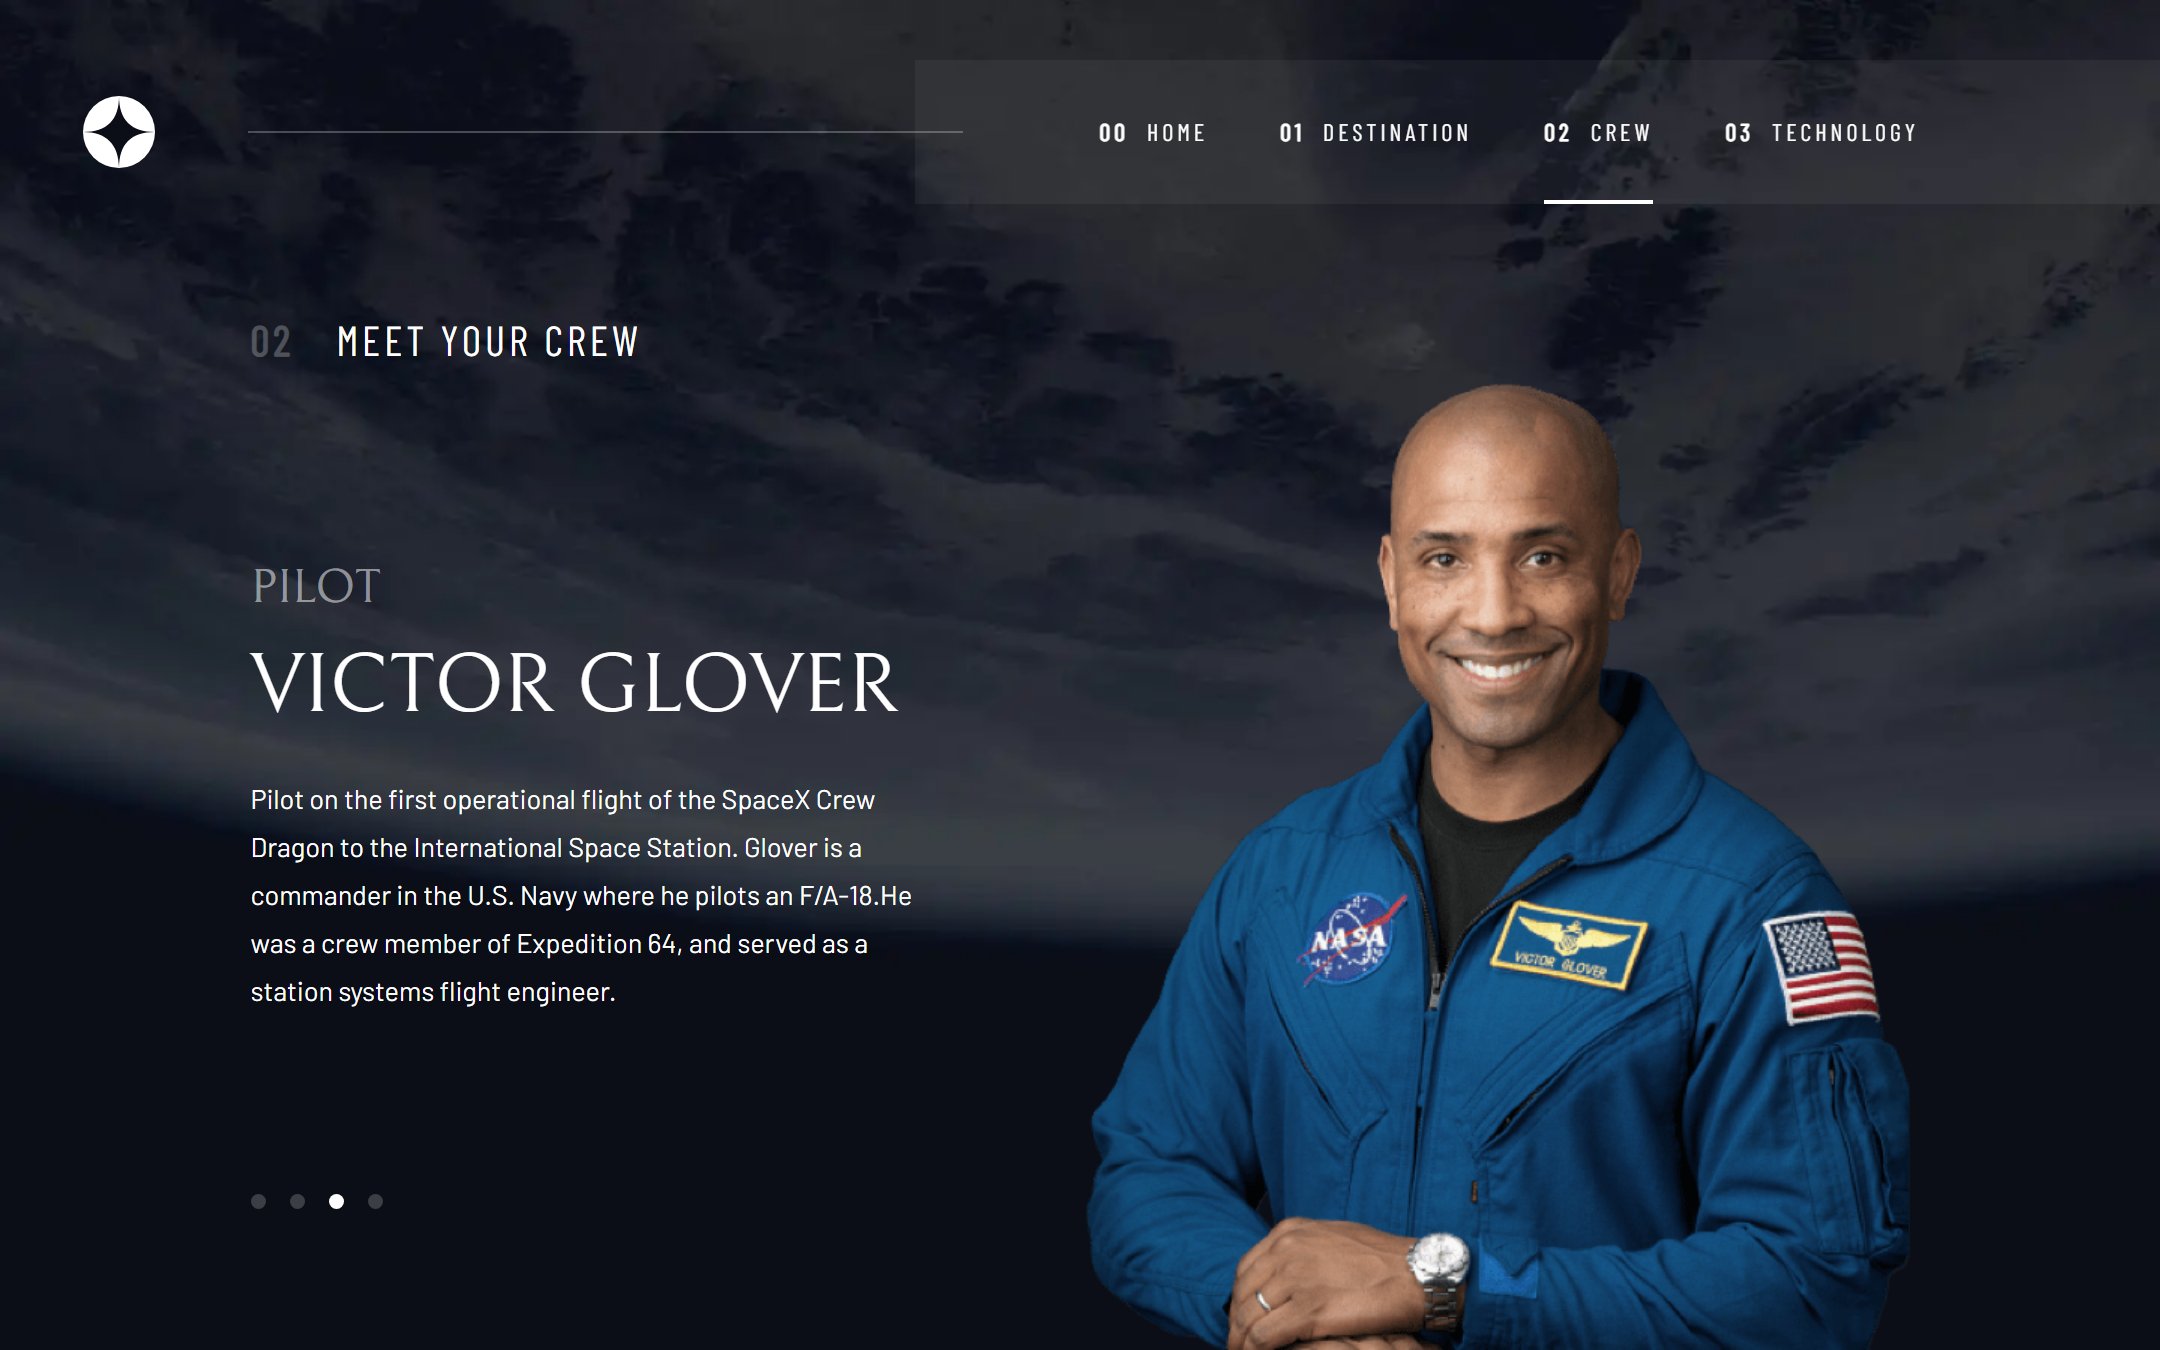 00 HOME 01 DESTINATION 02 CREW 03 TECHNOLOGY
02 MEET YOUR CREW
PILOT
VICTOR GLOVER
Pilot on the first operational flight of the SpaceX Crew
Dragon to the International Space Station. Glover is a
commander in the U.S. Navy where he pilots an F/A-18.He
was a crew member of Expedition 64, and served as a
station systems flight engineer.
NASA
VICTOR GLOVER